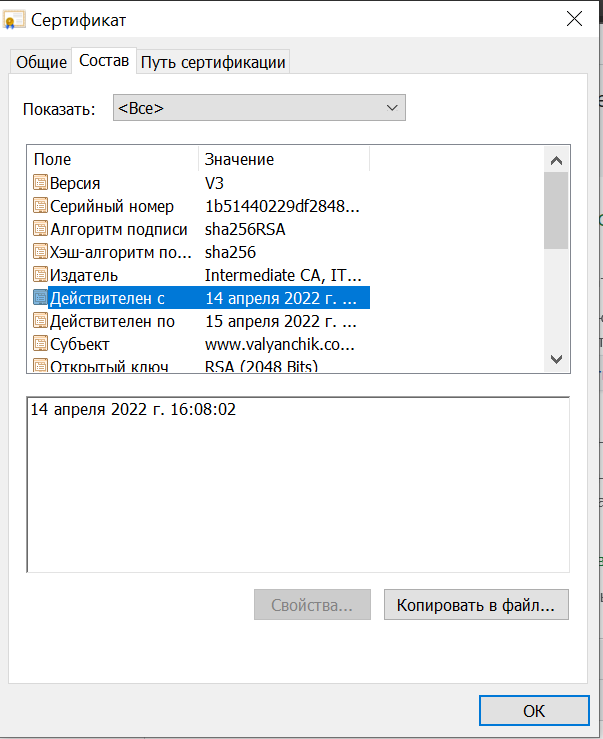 Сертификат
Общие Состав Путь сертификации
Показать: <Все>
Поле Значение
Версия V3
Серийный номер 1b51440229df2848...
Алгоритм подписи sha256RSA
Хэш-алгоритм по... sha256
Издатель Intermediate CA, IT...
Действителен с 14 апреля 2022 г. ...
Действителен по 15 апреля 2022 г. ...
Субъект www.valyanchik.co...
Открытый ключ RSA (2048 Bits)
14 апреля 2022 г. 16:08:02
Свойства... Копировать в файл...
ОК